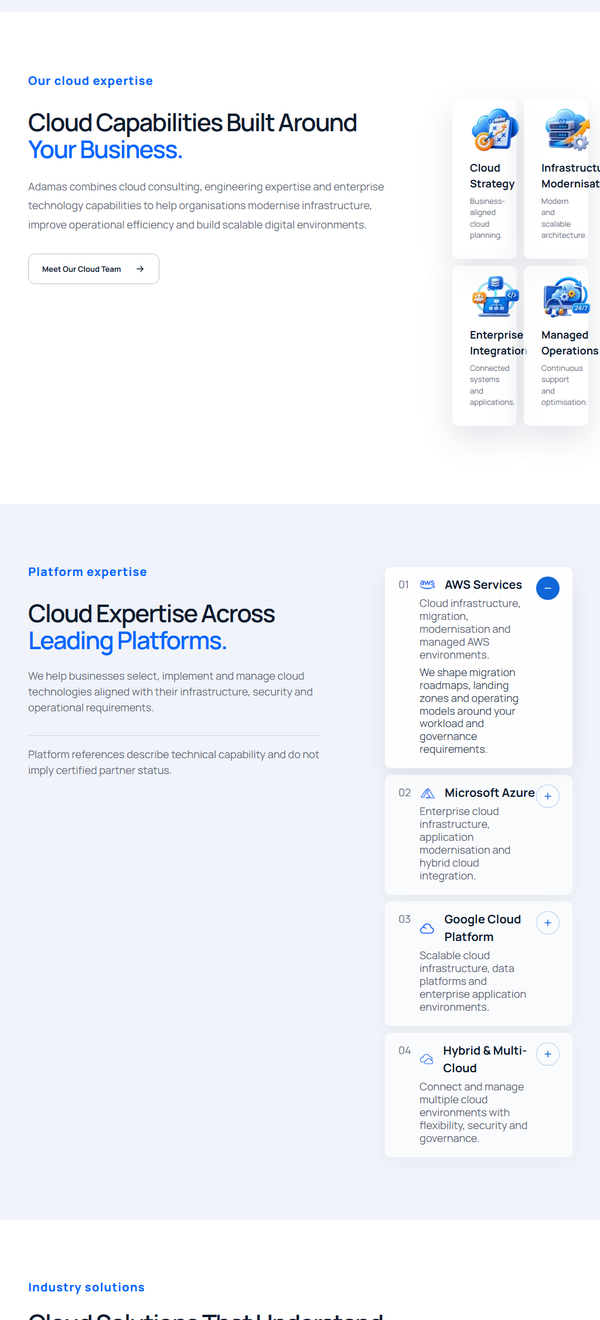 Our cloud expertise
Cloud Capabilities Built Around
Your Business.
Adamas combines cloud consulting, engineering expertise and enterprise
technology capabilities to help organisations modernise infrastructure,
improve operational efficiency and build scalable digital environments.
Meet Our Cloud Team
Cloud
Strategy
Business-
aligned
cloud
planning.
Modern
and
scalable
architecture.
Enterprise
Integration
Connected
systems
and
applications.
24/7
Managed
Operations
Continuous
support
and
optimisation.
Platform expertise
Cloud Expertise Across
Leading Platforms.
We help businesses select, implement and manage cloud
technologies aligned with their infrastructure, security and
operational requirements.
Platform references describe technical capability and do not
imply certified partner status.
01 aws AWS Services
Cloud infrastructure,
migration,
modernisation and
managed AWS
environments.
We shape migration
roadmaps, landing
zones and operating
models around your
workload and
governance
requirements.
02 Microsoft Azure
Enterprise cloud
infrastructure,
application
modernisation and
hybrid cloud
integration.
03 Google Cloud
Platform
Scalable cloud
infrastructure, data
platforms and
enterprise application
environments.
04 Hybrid & Multi-
Cloud
Connect and manage
multiple cloud
environments with
flexibility, security and
governance.
Industry solutions
Cloud Solutions That Understand